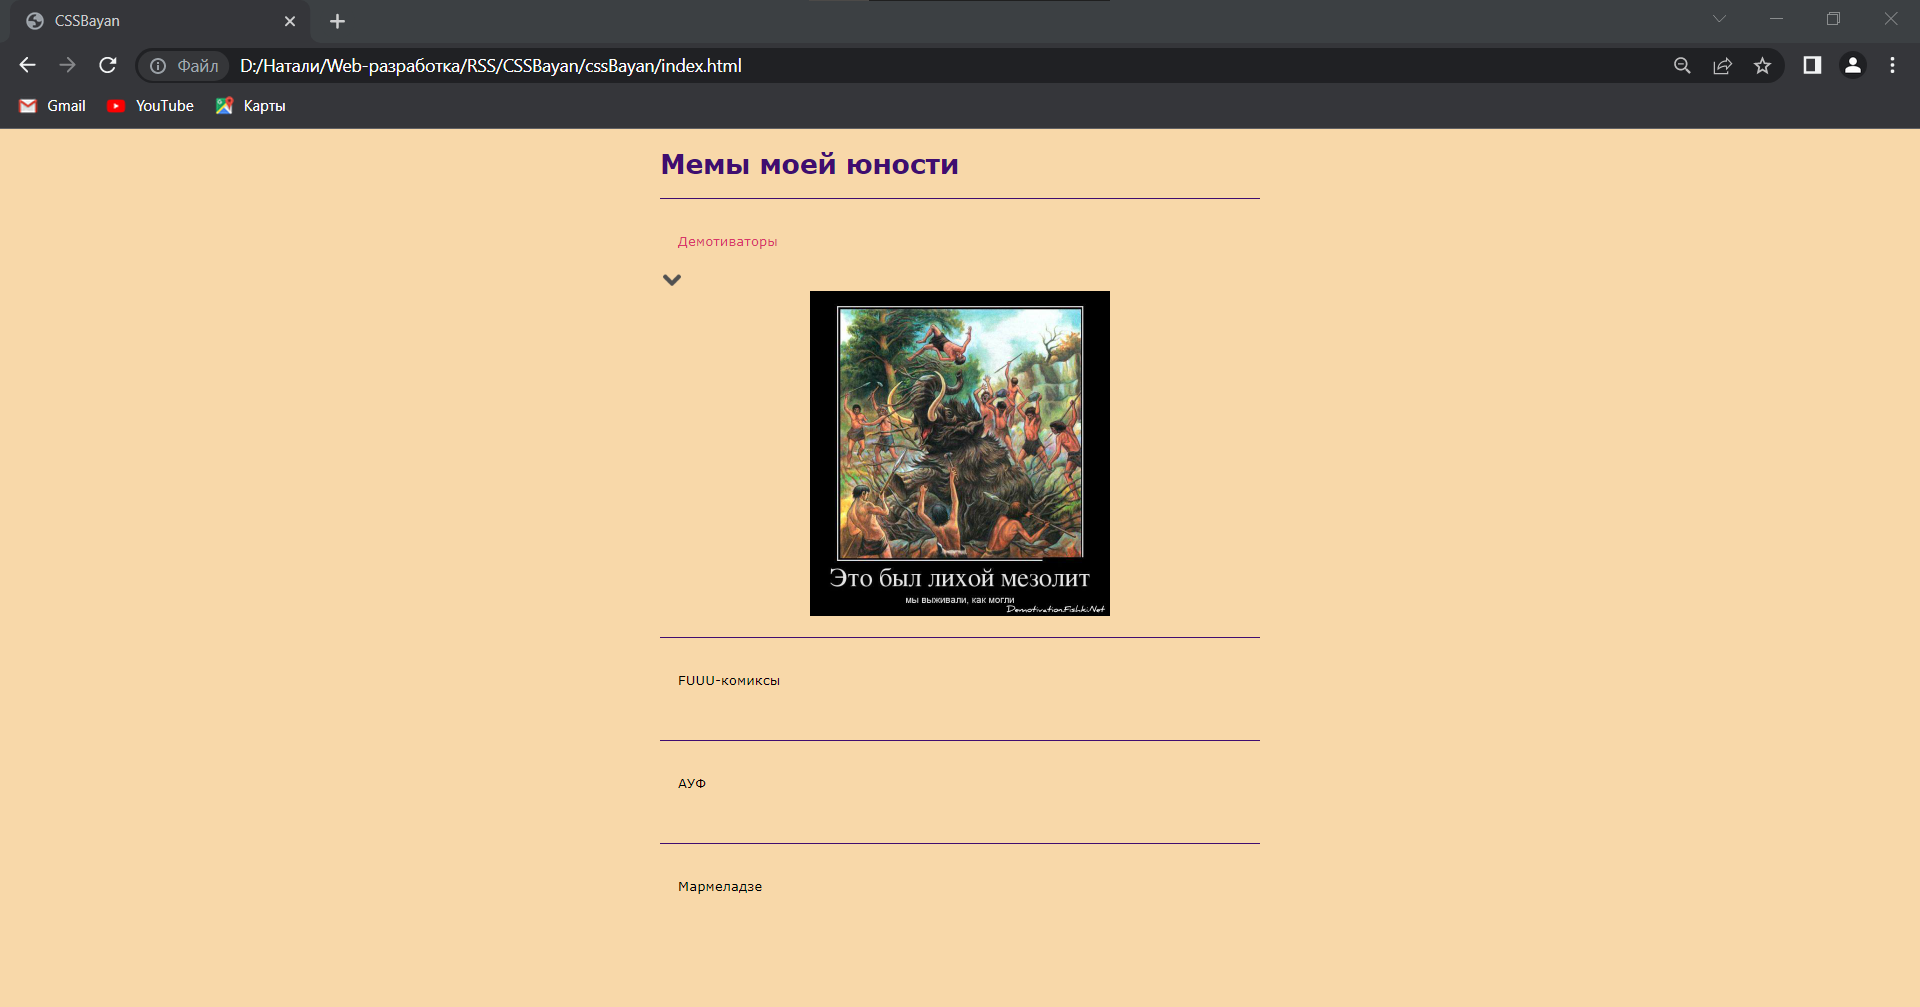 CSSBayan
Файл D:/Натали/Web-разработка/RSS/CSSBayan/cssBayan/index.html
Gmail YouTube Карты
Мемы моей юности
Демотиваторы
Это был лихой мезолит
мы выживали, как могли
DemotivationFishki.Net
FUUU-комиксы
АУФ
Мармеладзе